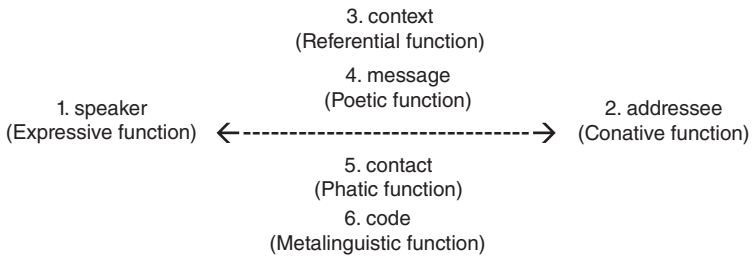 3. context
(Referential function)
4. message
(Poetic function)
1. speaker
(Expressive function)
2. addressee
(Conative function)
5. contact
(Phatic function)
6. code
(Metalinguistic function)